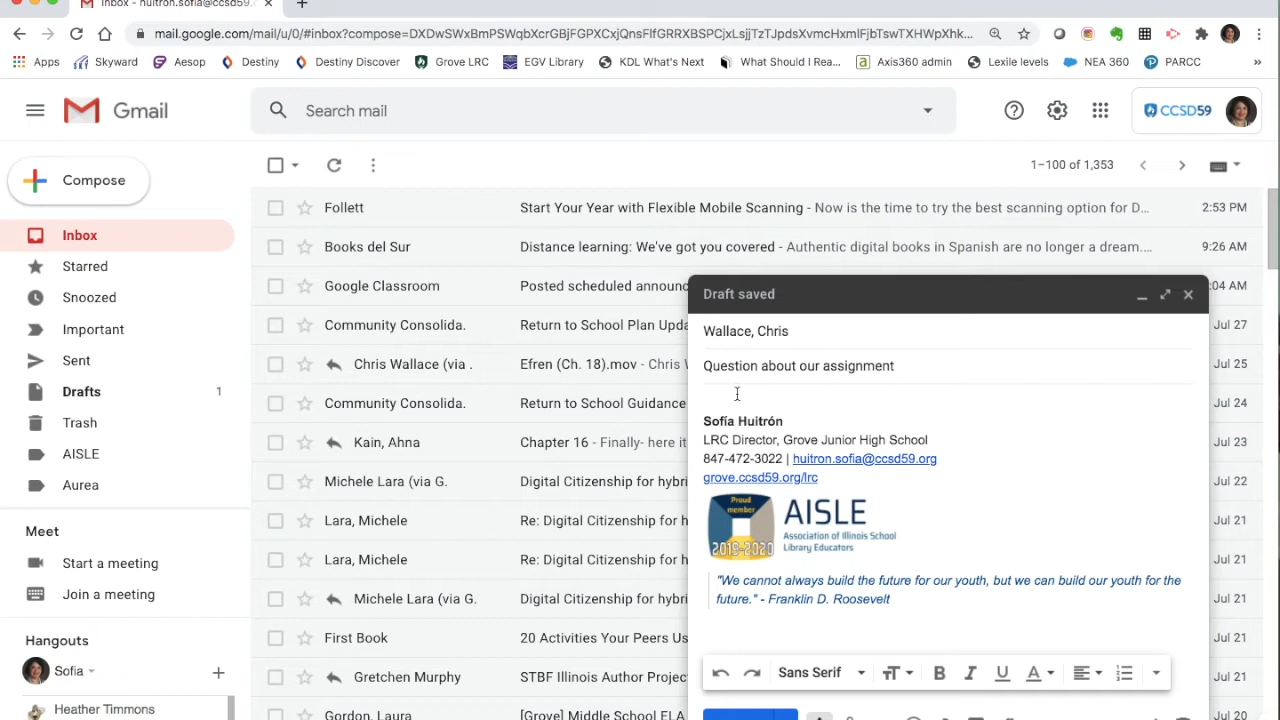 Inbox - huitron.sofia@ccsd59.
mail.google.com/mail/u/0/#inbox?compose=
Apps Skyward Aesop Destiny Destiny Discover Grove LRC EGV Library KDL What's Next What Should I Rea... Axis360 admin Lexile levels NEA 360 PARCC »
Gmail Search mail CCSD59
Compose 1–100 of 1,353
Follett Start Your Year with Flexible Mobile Scanning - Now is the time to try the best scanning option for D... 2:53 PM
Inbox
Books del Sur Distance learning: We've got you covered - Authentic digital books in Spanish are no longer a dream.... 9:26 AM
Starred
Google Classroom Posted scheduled announc :04 AM
Snoozed
Community Consolida. Return to School Plan Upda Jul 27
Important
Chris Wallace (via . Efren (Ch. 18).mov - Chris W Jul 25
Sent
Drafts 1
Community Consolida. Return to School Guidance Jul 24
Trash
Kain, Ahna Chapter 16 - Finally- here it Jul 23
AISLE
Michele Lara (via G. Digital Citizenship for hybri Jul 22
Aurea
Lara, Michele Re: Digital Citizenship for h Jul 21
Meet
Lara, Michele Re: Digital Citizenship for h Jul 21
Start a meeting
Michele Lara (via G. Digital Citizenship for hybri Jul 21
Join a meeting
First Book 20 Activities Your Peers Us Jul 21
Hangouts
Gretchen Murphy STBF Illinois Author Project Jul 21
Sofia
Gordon, Laura [Grove] Middle School ELA Jul 20
Heather Timmons
Draft saved
Wallace, Chris
Question about our assignment
Sofía Huitrón
LRC Director, Grove Junior High School
847-472-3022 | huitron.sofia@ccsd59.org
grove.ccsd59.org/lrc
Proud
member
2019-2020
AISLE
Association of Illinois School
Library Educators
"We cannot always build the future for our youth, but we can build our youth for the
future." - Franklin D. Roosevelt
Sans Serif